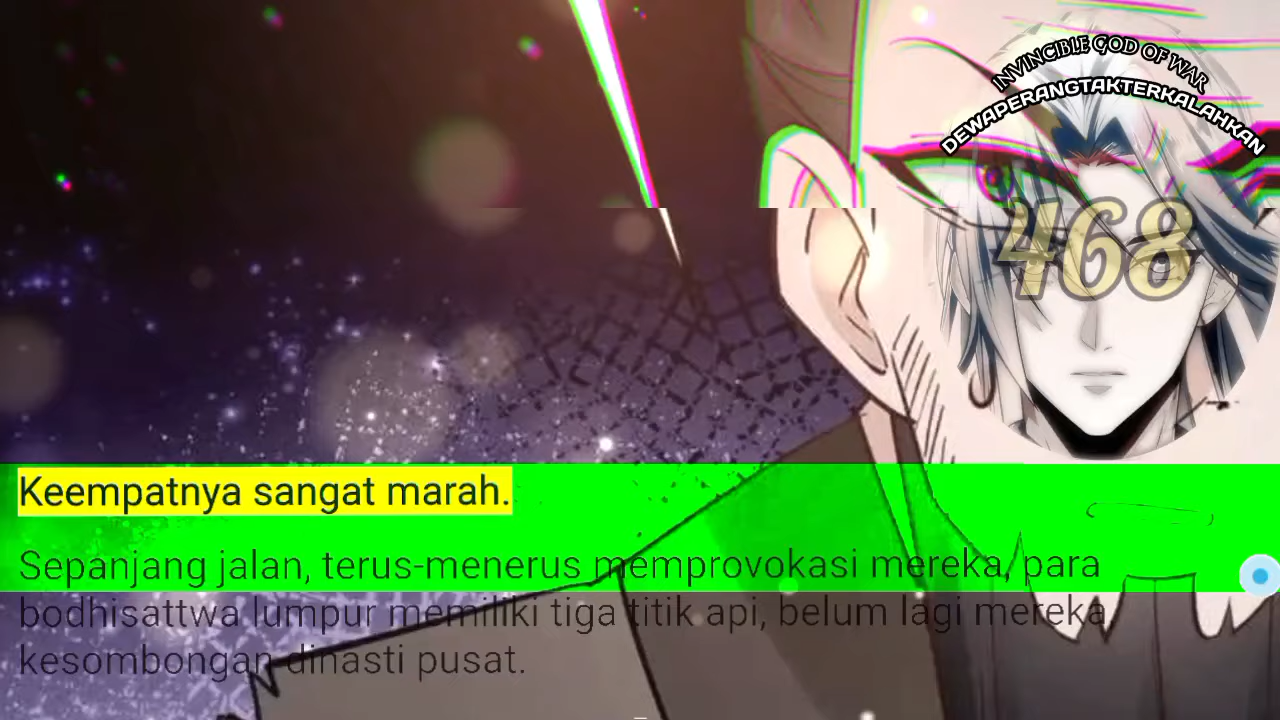 INVINCIBLE GOD OF WAR
DEWAPERANGTAKTERKALAHKAN
468
Keempatnya sangat marah.
Sepanjang jalan, terus-menerus memprovokasi mereka, para
bodhisattwa lumpur memiliki tiga titik api, belum lagi mereka,
kesombongan dinasti pusat.